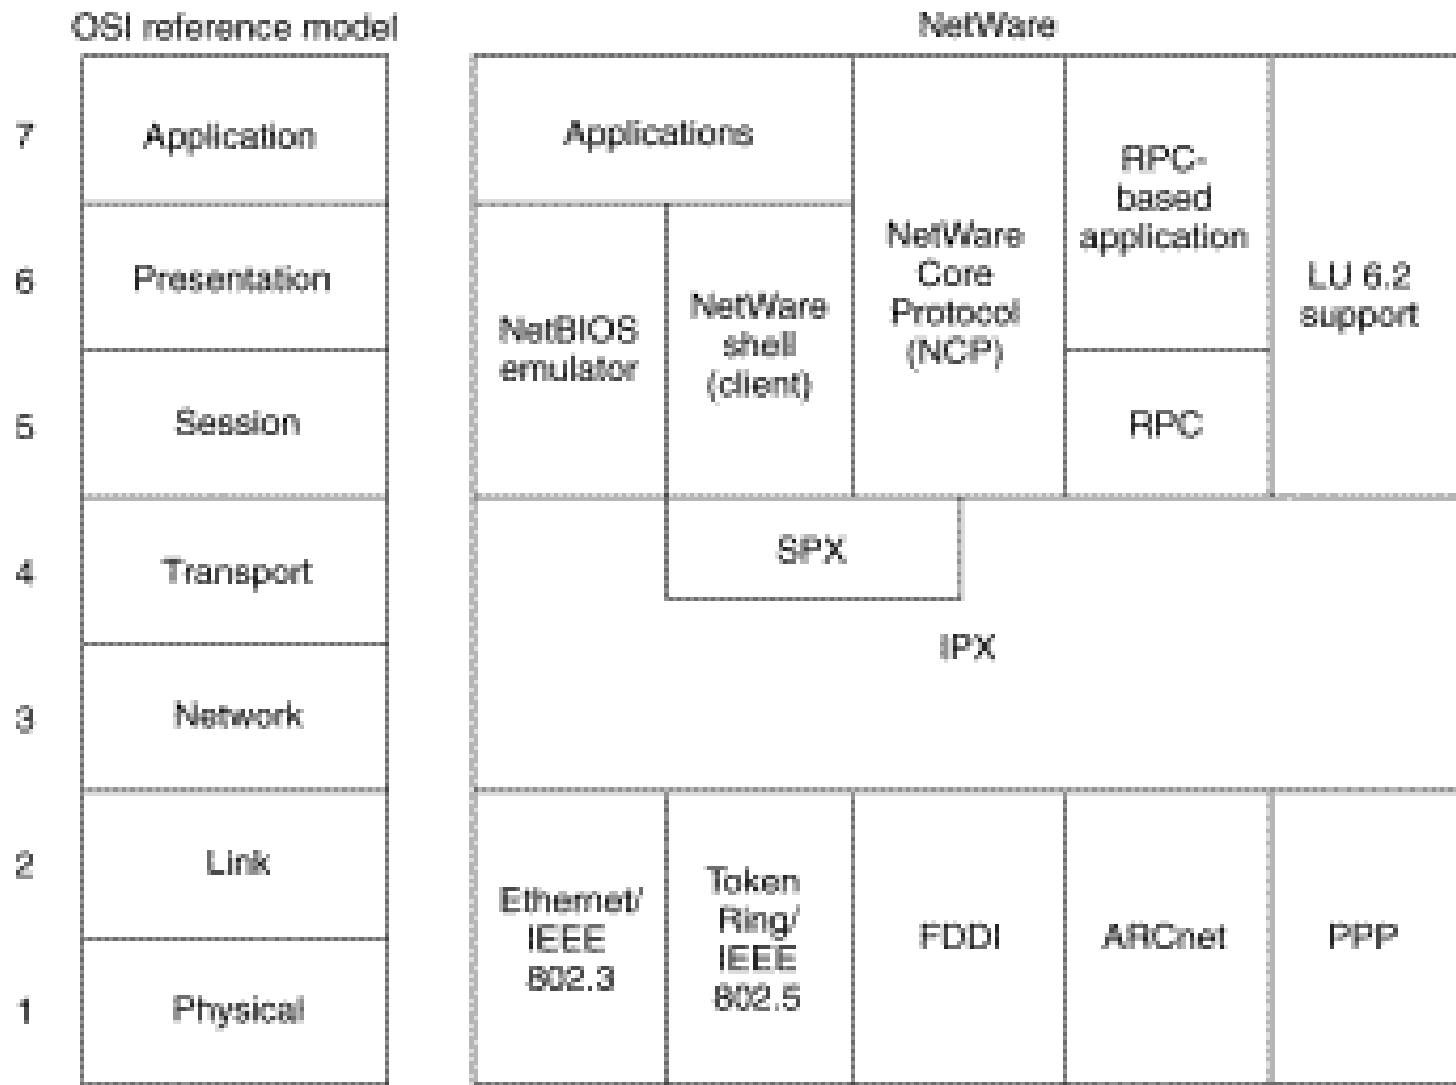 OSI reference model
NetWare
7
Application
Applications
NetWare
Core
Protocol
(NCP)
RPC-
based
application
LU 6.2
support
6
Presentation
NetBIOS
emulator
NetWare
shell
(client)
5
Session
RPC
4
Transport
SPX
IPX
3
Network
2
Link
Ethernet/
IEEE
802.3
Token
Ring/
IEEE
802.5
FDDI
ARCnet
PPP
1
Physical